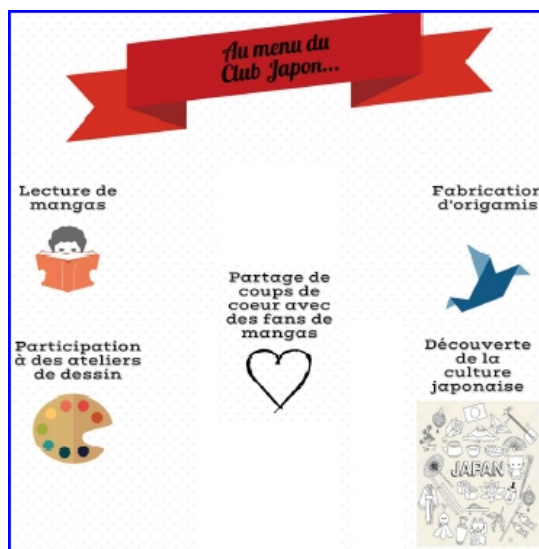 Au menu du
Club Japon...
Lecture de
mangas
Fabrication
d'origamis
Partage de
coups de
coeur avec
des fans de
mangas
Participation
à des ateliers
de dessin
Découverte
de la
culture
japonaise
JAPAN